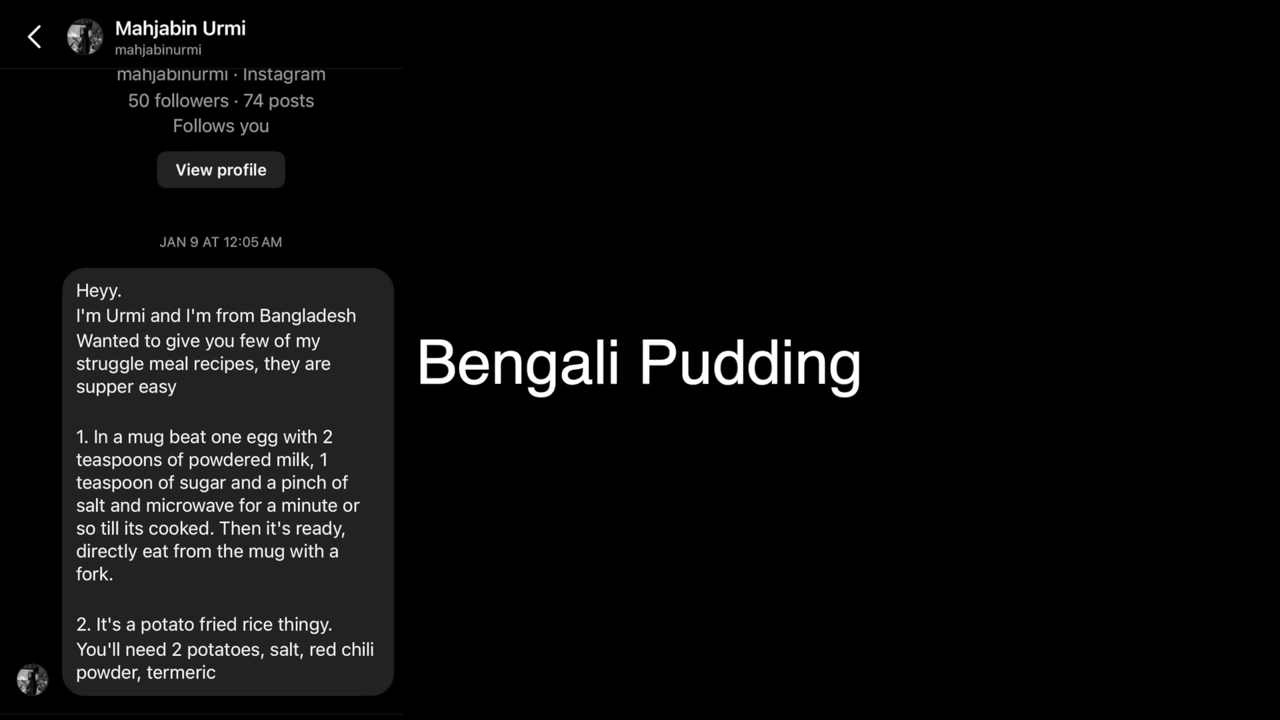 Mahjabin Urmi
mahjabinurmi
mahjabinurmi · Instagram
50 followers · 74 posts
Follows you
View profile
JAN 9 AT 12:05 AM
Heyy.
I'm Urmi and I'm from Bangladesh
Wanted to give you few of my
struggle meal recipes, they are
supper easy
1. In a mug beat one egg with 2
teaspoons of powdered milk, 1
teaspoon of sugar and a pinch of
salt and microwave for a minute or
so till its cooked. Then it's ready,
directly eat from the mug with a
fork.
2. It's a potato fried rice thingy.
You'll need 2 potatoes, salt, red chili
powder, termeric
Bengali Pudding